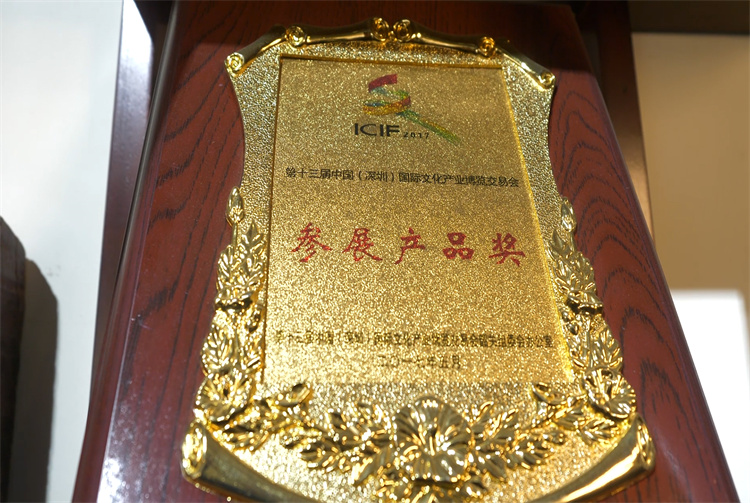 ICIF 2017
第十三届中国(深圳)国际文化产业博览交易会
参展产品奖
二〇一七年五月